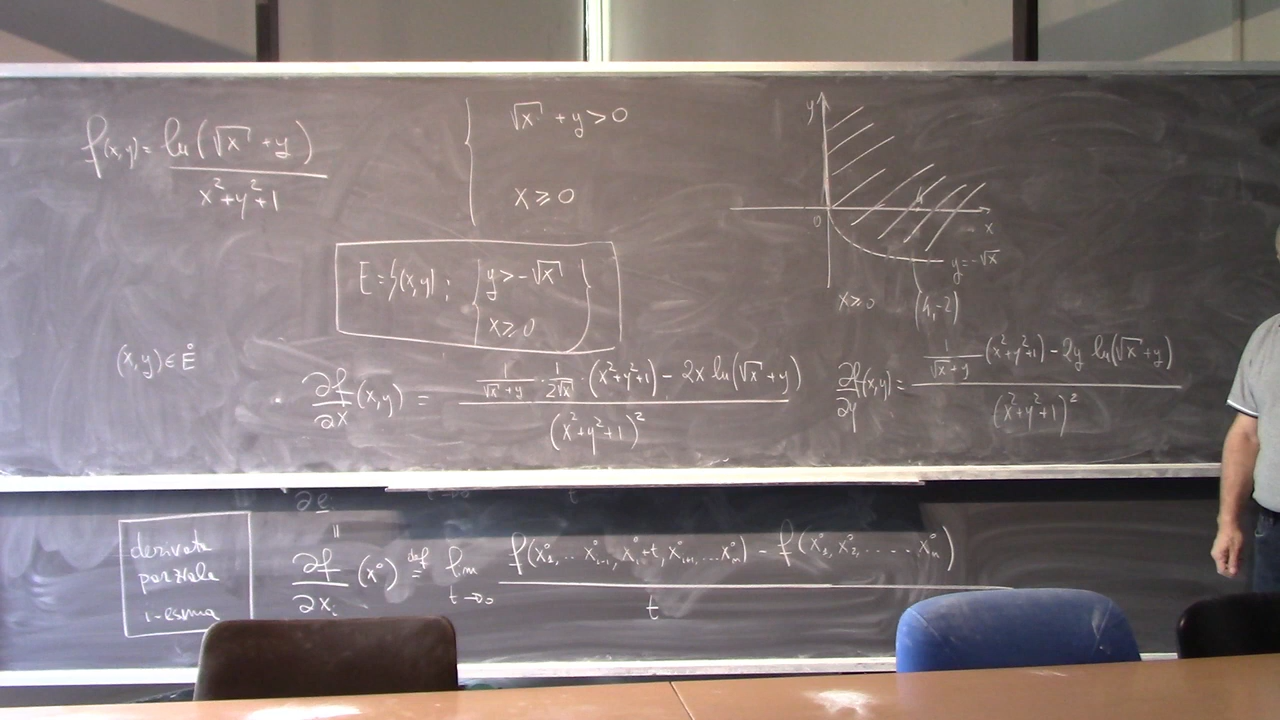 f(x,y) = ln(√x + y) / x²+y²+1
√x + y > 0
x ≥ 0
y
0
x
y = -√x
x ≥ 0
(4,-2)
E = {(x,y) : { y > -√x
x ≥ 0 }
(x,y) ∈ E̊
∂f/∂x (x,y) = 1/(√x+y) · 1/(2√x) · (x²+y²+1) - 2x ln(√x+y) / (x²+y²+1)²
∂f/∂y (x,y) = 1/(√x+y) (x²+y²+1) - 2y ln(√x+y) / (x²+y²+1)²
derivata
parziale
i-esima
∂e
=
∂f/∂xᵢ (x°) def= lim t→0 f(x°₁, .. x°ᵢ₋₁, x°ᵢ+t, x°ᵢ₊₁, ... x°ₙ) - f(x°₁, x°₂, ..... x°ₙ) / t